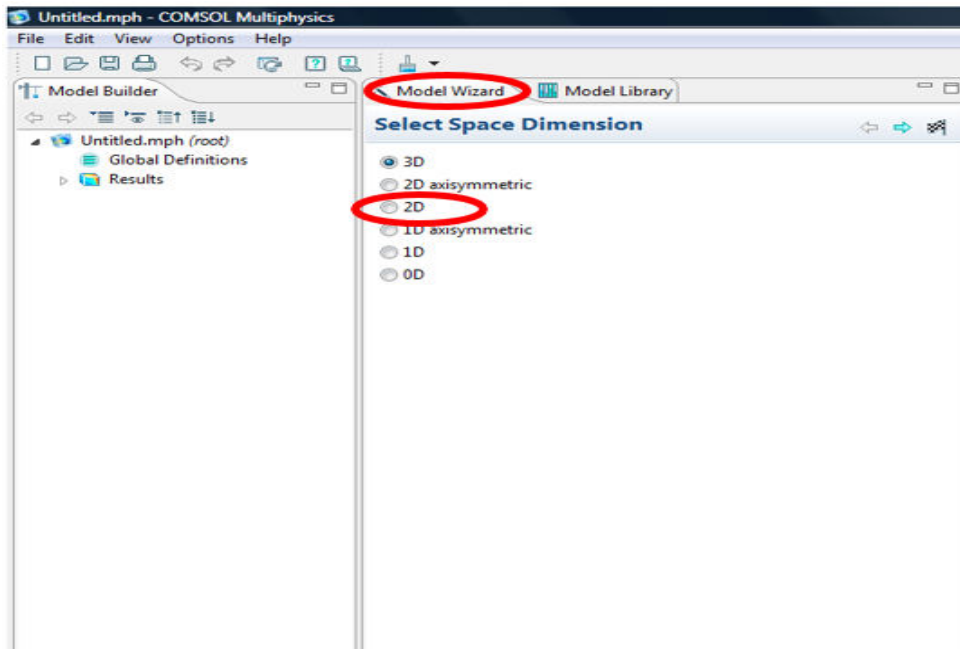 Untitled.mph - COMSOL Multiphysics
File Edit View Options Help
Model Builder
Untitled.mph (root)
Global Definitions
Results
Model Wizard
Model Library
Select Space Dimension
3D
2D axisymmetric
2D
1D axisymmetric
1D
0D